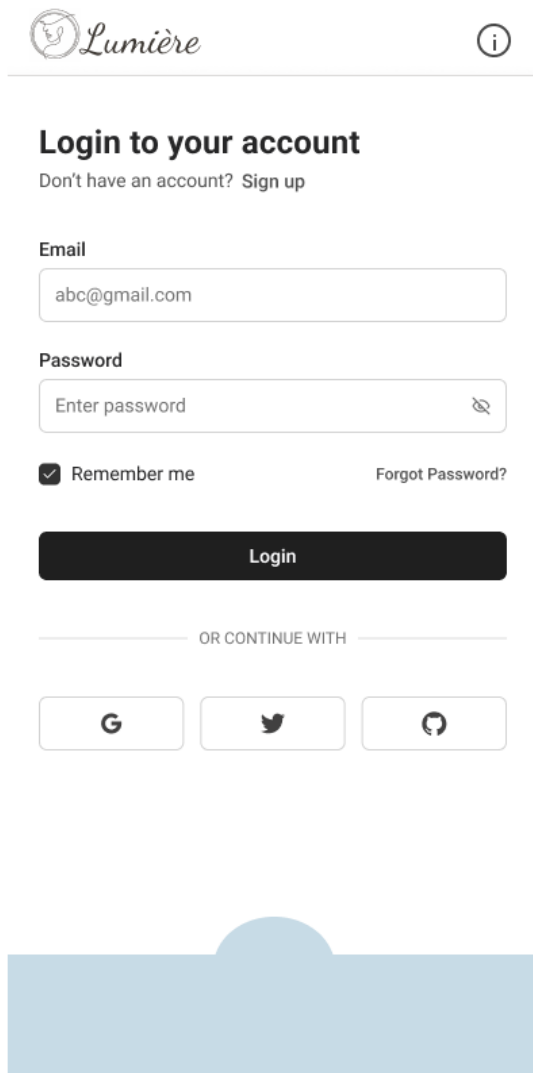 Lumière
Login to your account
Don't have an account? Sign up
Email
abc@gmail.com
Password
Enter password
Remember me
Forgot Password?
Login
OR CONTINUE WITH